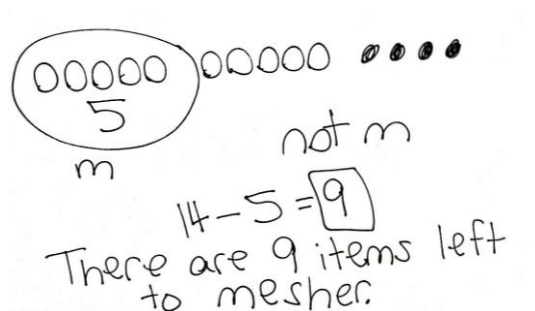 5
m
not m
14-5=9
There are 9 items left
to mesher.